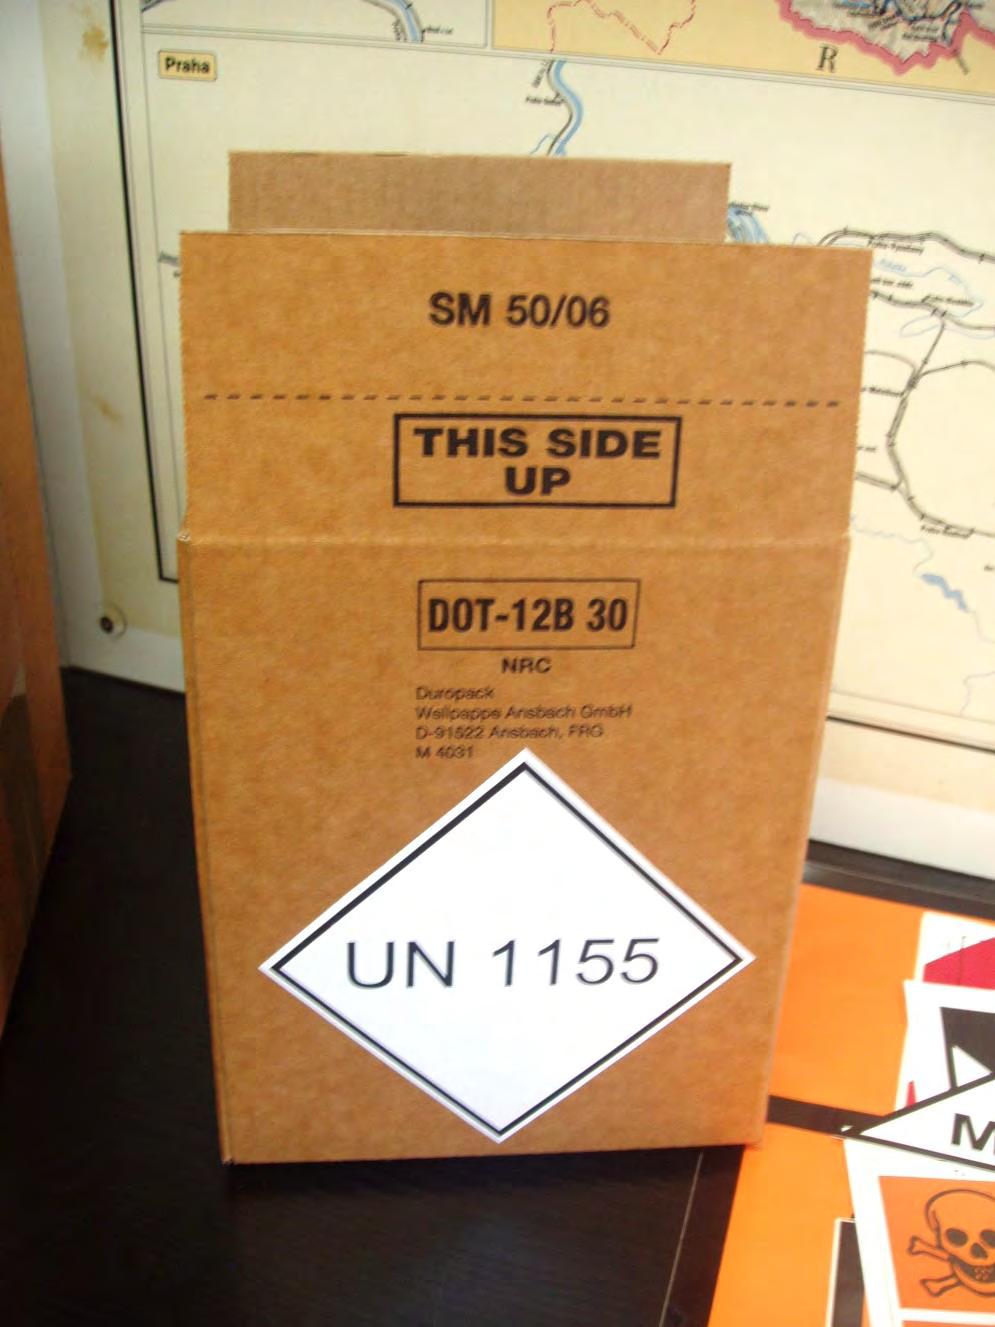 Praha
R
SM 50/06
THIS SIDE
UP
DOT-12B 30
NRC
Duropack
Wellpappe Ansbach GmbH
D-91522 Ansbach, FRG
M 4031
UN 1155
M